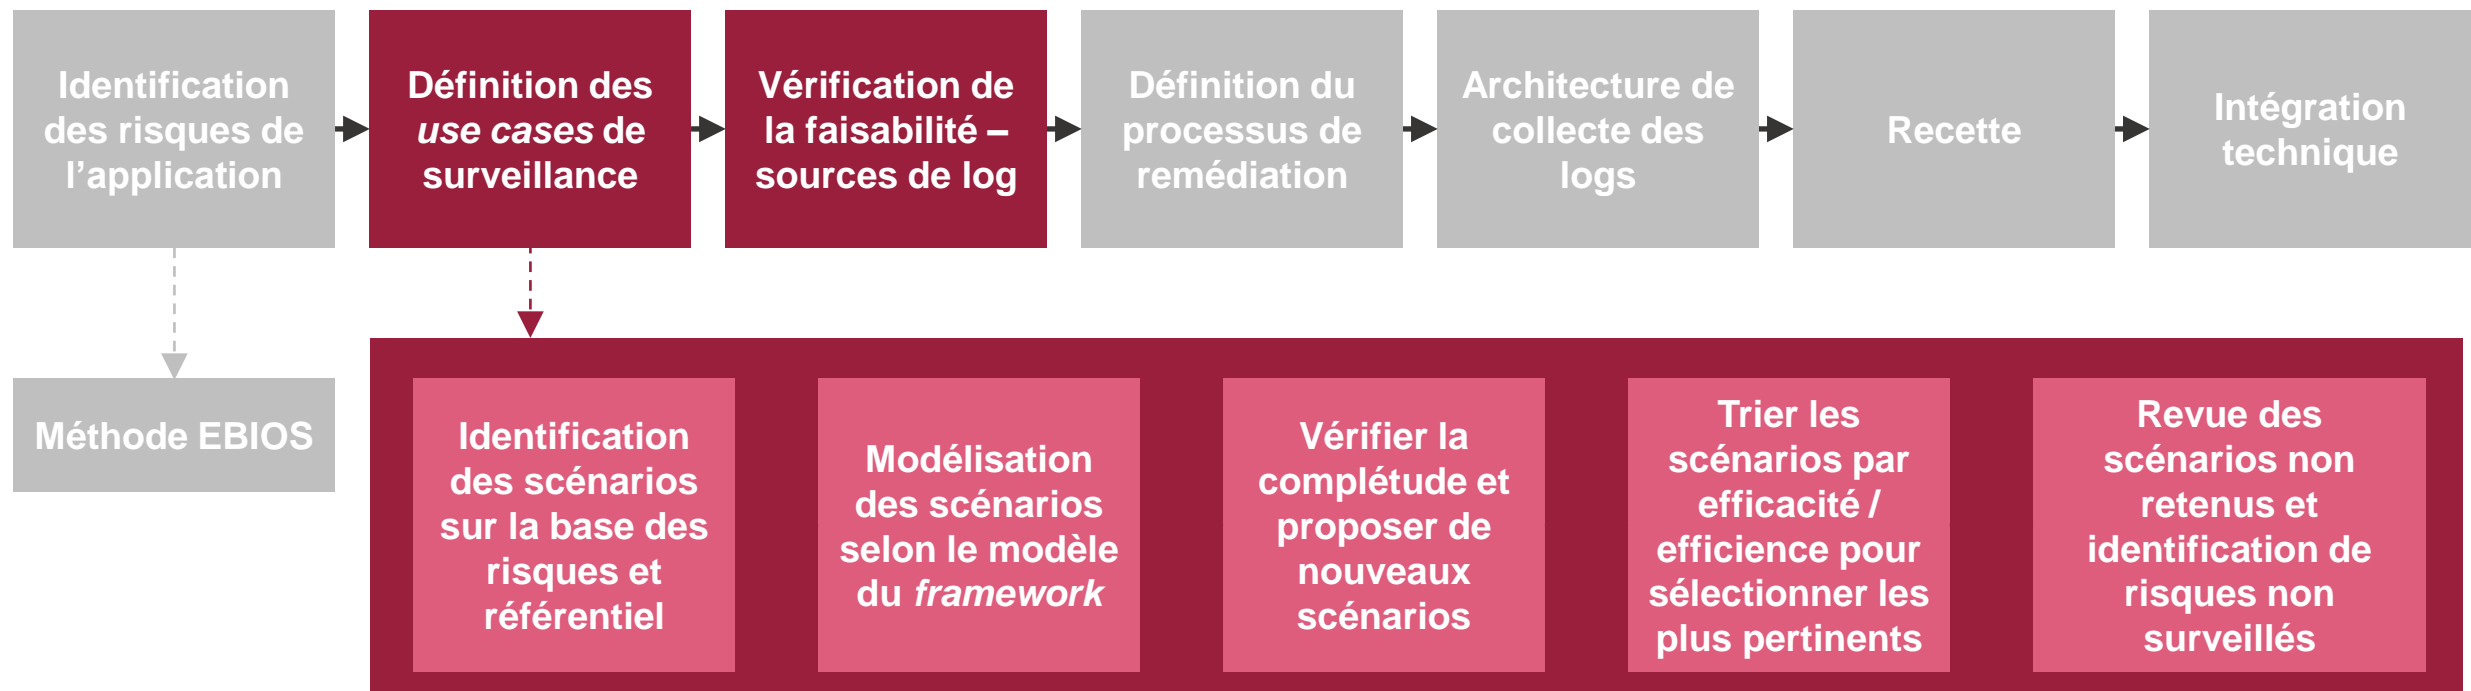 Identification
des risques de
l’application
Définition des
use cases de
surveillance
Vérification de
la faisabilité –
sources de log
Définition du
processus de
remédiation
Architecture de
collecte des
logs
Recette
Intégration
technique
Méthode EBIOS
Identification
des scénarios
sur la base des
risques et
référentiel
Modélisation
des scénarios
selon le modèle
du framework
Vérifier la
complétude et
proposer de
nouveaux
scénarios
Trier les
scénarios par
efficacité /
efficience pour
sélectionner les
plus pertinents
Revue des
scénarios non
retenus et
identification de
risques non
surveillés